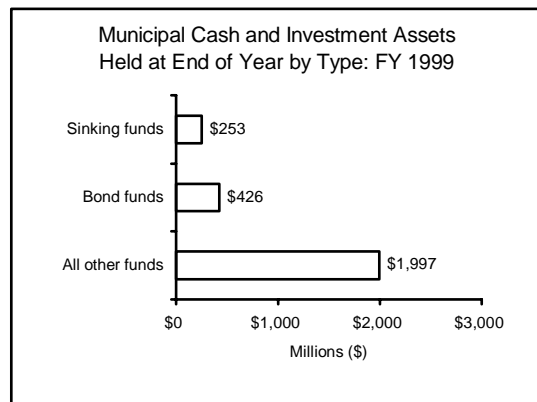 Municipal Cash and Investment Assets
Held at End of Year by Type: FY 1999
Sinking funds
$253
Bond funds
$426
All other funds
$1,997
$0 $1,000 $2,000 $3,000
Millions ($)